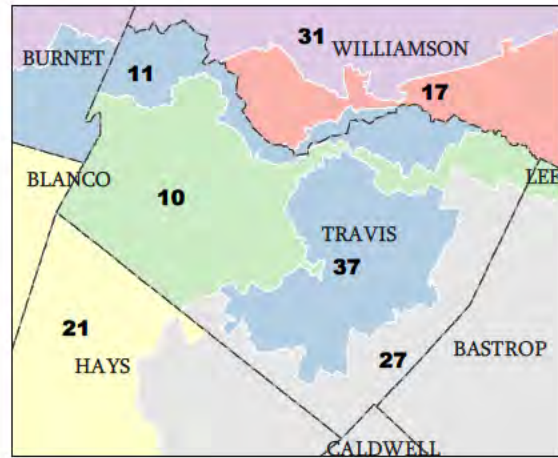 31
WILLIAMSON
BURNET
11
17
BLANCO
LEE
10
TRAVIS
37
21
HAYS
27
BASTROP
CALDWELL